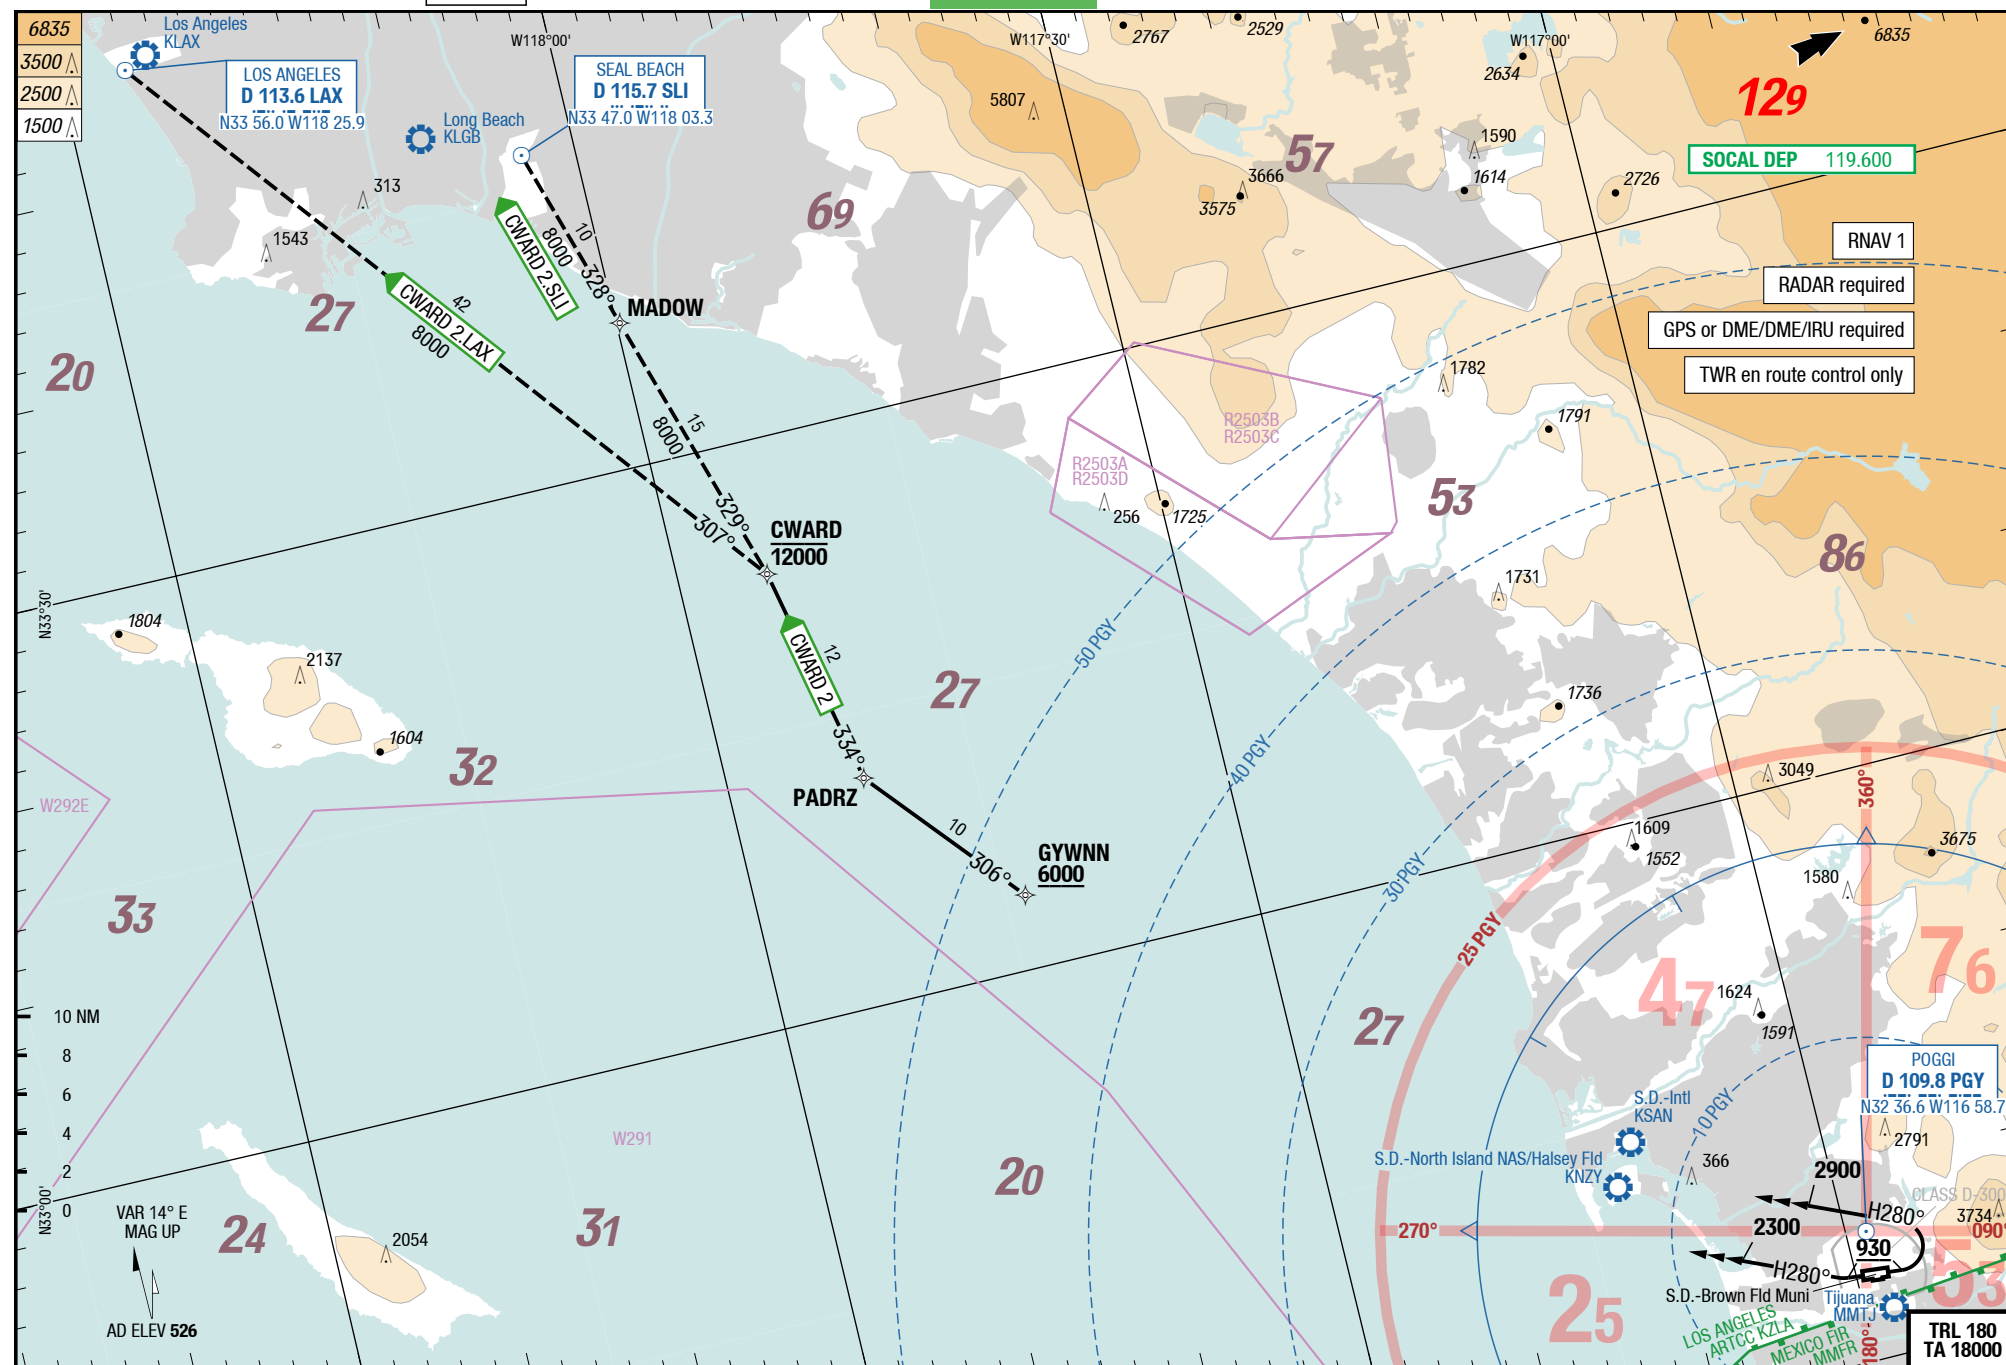 6835
3500
2500
1500
Los Angeles
KLAX
LOS ANGELES
D 113.6 LAX
N33 56.0 W118 25.9
W118°00'
SEAL BEACH
D 115.7 SLI
N33 47.0 W118 03.3
Long Beach
KLGB
313
1543
W117°30'
2767
2529
5807
57
3666
3575
69
W117°00'
2634
1590
1614
2726
6835
129
SOCAL DEP 119.600
RNAV 1
RADAR required
GPS or DME/DME/IRU required
TWR en route control only
10
8000
328°
CWARD 2.SLI
MADOW
27
20
42
CWARD 2.LAX
8000
15
8000
329°
307°
CWARD
12000
R2503B
R2503C
R2503A
R2503D
256
1725
1782
1791
53
86
1731
N33°30'
1804
2137
1604
32
12
CWARD 2
334°
PADRZ
27
10
306°
GYWNN
6000
50 PGY
40 PGY
30 PGY
25 PGY
10 PGY
1736
3049
360°
1609
1552
3675
1580
76
47
1624
1591
W292E
33
10 NM
8
6
4
2
0
N33°00'
VAR 14° E
MAG UP
AD ELEV 526
24
2054
31
W291
20
27
POGGI
D 109.8 PGY
N32 36.6 W116 58.7
S.D.-Intl
KSAN
S.D.-North Island NAS/Halsey Fld
KNZY
366
2791
2900
CLASS D-300
H280°
3734
270°
2300
090°
930
H280°
53
S.D.-Brown Fld Muni
Tijuana
MMTJ
25
LOS ANGELES
ARTCC KZLA
MEXICO FIR
MMFR
180°
TRL 180
TA 18000